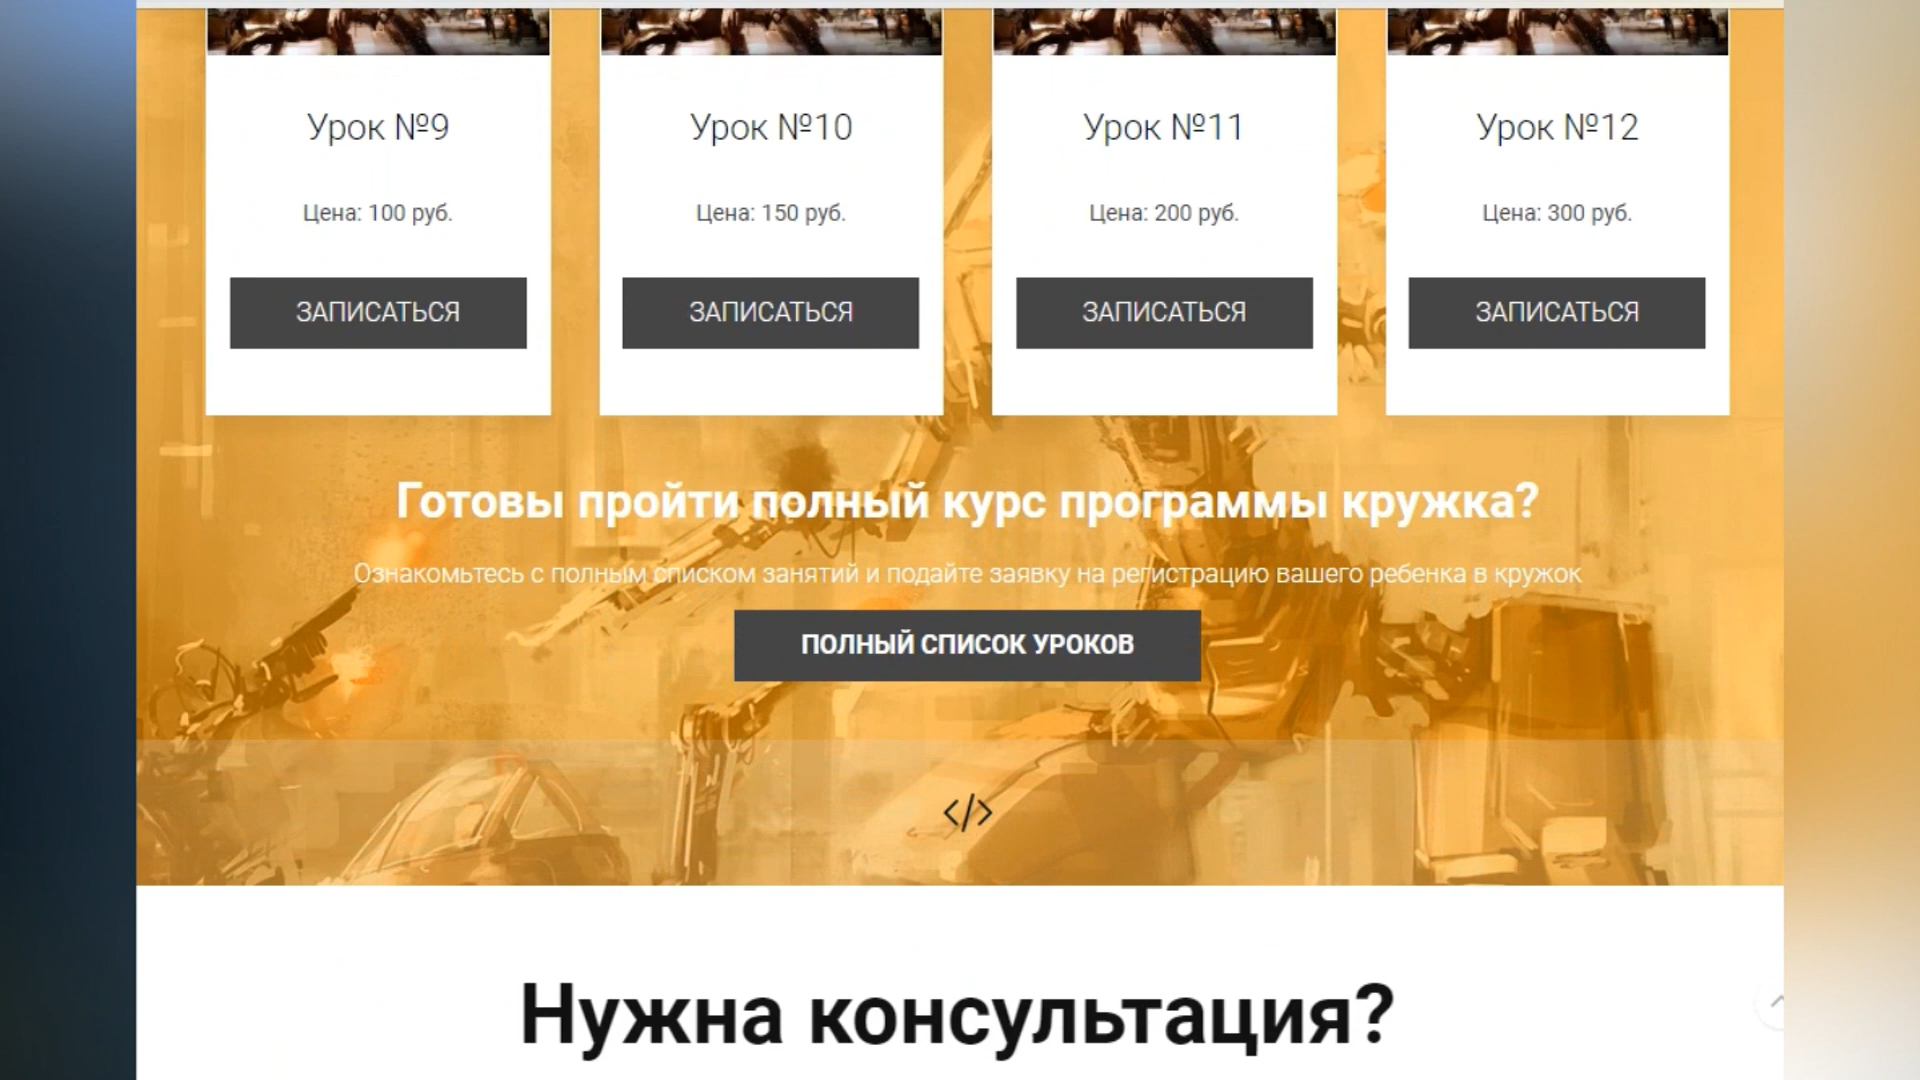 Урок №9
Урок №10
Урок №11
Урок №12
Цена: 100 руб.
Цена: 150 руб.
Цена: 200 руб.
Цена: 300 руб.
ЗАПИСАТЬСЯ
ЗАПИСАТЬСЯ
ЗАПИСАТЬСЯ
ЗАПИСАТЬСЯ
Готовы пройти полный курс программы кружка?
Ознакомьтесь с полным списком занятий и подайте заявку на регистрацию вашего ребенка в кружок
ПОЛНЫЙ СПИСОК УРОКОВ
</>
Нужна консультация?